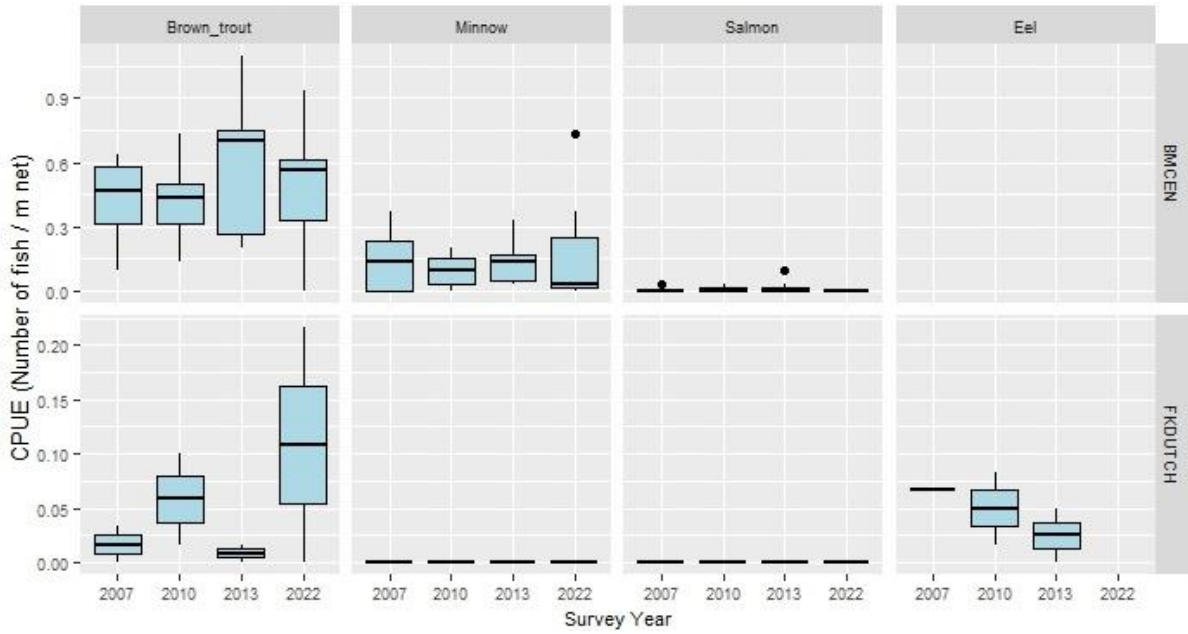 Brown_trout Minnow Salmon Eel
CPUE (Number of fish / m net)
0.9
0.6
0.3
0.0
BMCEN
0.20
0.15
0.10
0.05
0.00
FKDUTCH
2007 2010 2013 2022 2007 2010 2013 2022 2007 2010 2013 2022 2007 2010 2013 2022
Survey Year